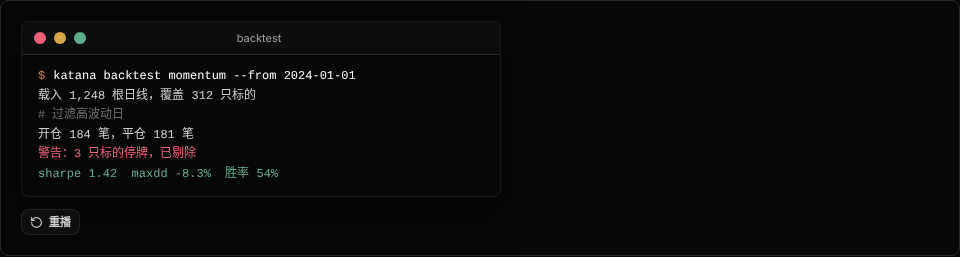 backtest
$ katana backtest momentum --from 2024-01-01
载入 1,248 根日线，覆盖 312 只标的
# 过滤高波动日
开仓 184 笔，平仓 181 笔
警告：3 只标的停牌，已剔除
sharpe 1.42  maxdd -8.3%  胜率 54%
重播